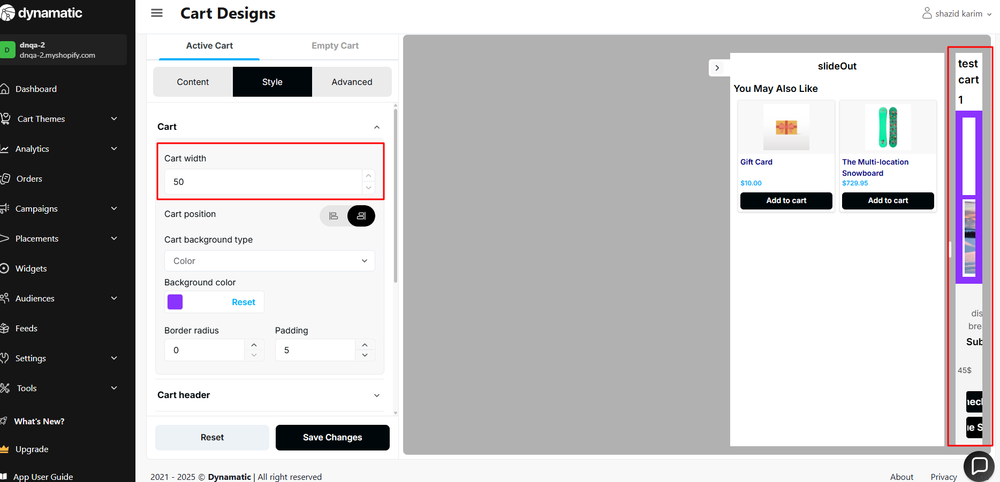 dynamatic
Cart Designs
shazid karim
D
dnqa-2
dnqa-2.myshopify.com
Dashboard
Cart Themes
Analytics
Orders
Campaigns
Placements
Widgets
Audiences
Feeds
Settings
Tools
What's New?
Upgrade
App User Guide
Active Cart
Empty Cart
Content
Style
Advanced
Cart
Cart width
50
Cart position
Cart background type
Color
Background color
Reset
Border radius
Padding
0
5
Cart header
Reset
Save Changes
slideOut
You May Also Like
Gift Card
$10.00
Add to cart
The Multi-location
Snowboard
$729.95
Add to cart
test
cart
1
dis
bre
Sub
45$
2021 - 2025 © Dynamatic | All right reserved
About
Privacy